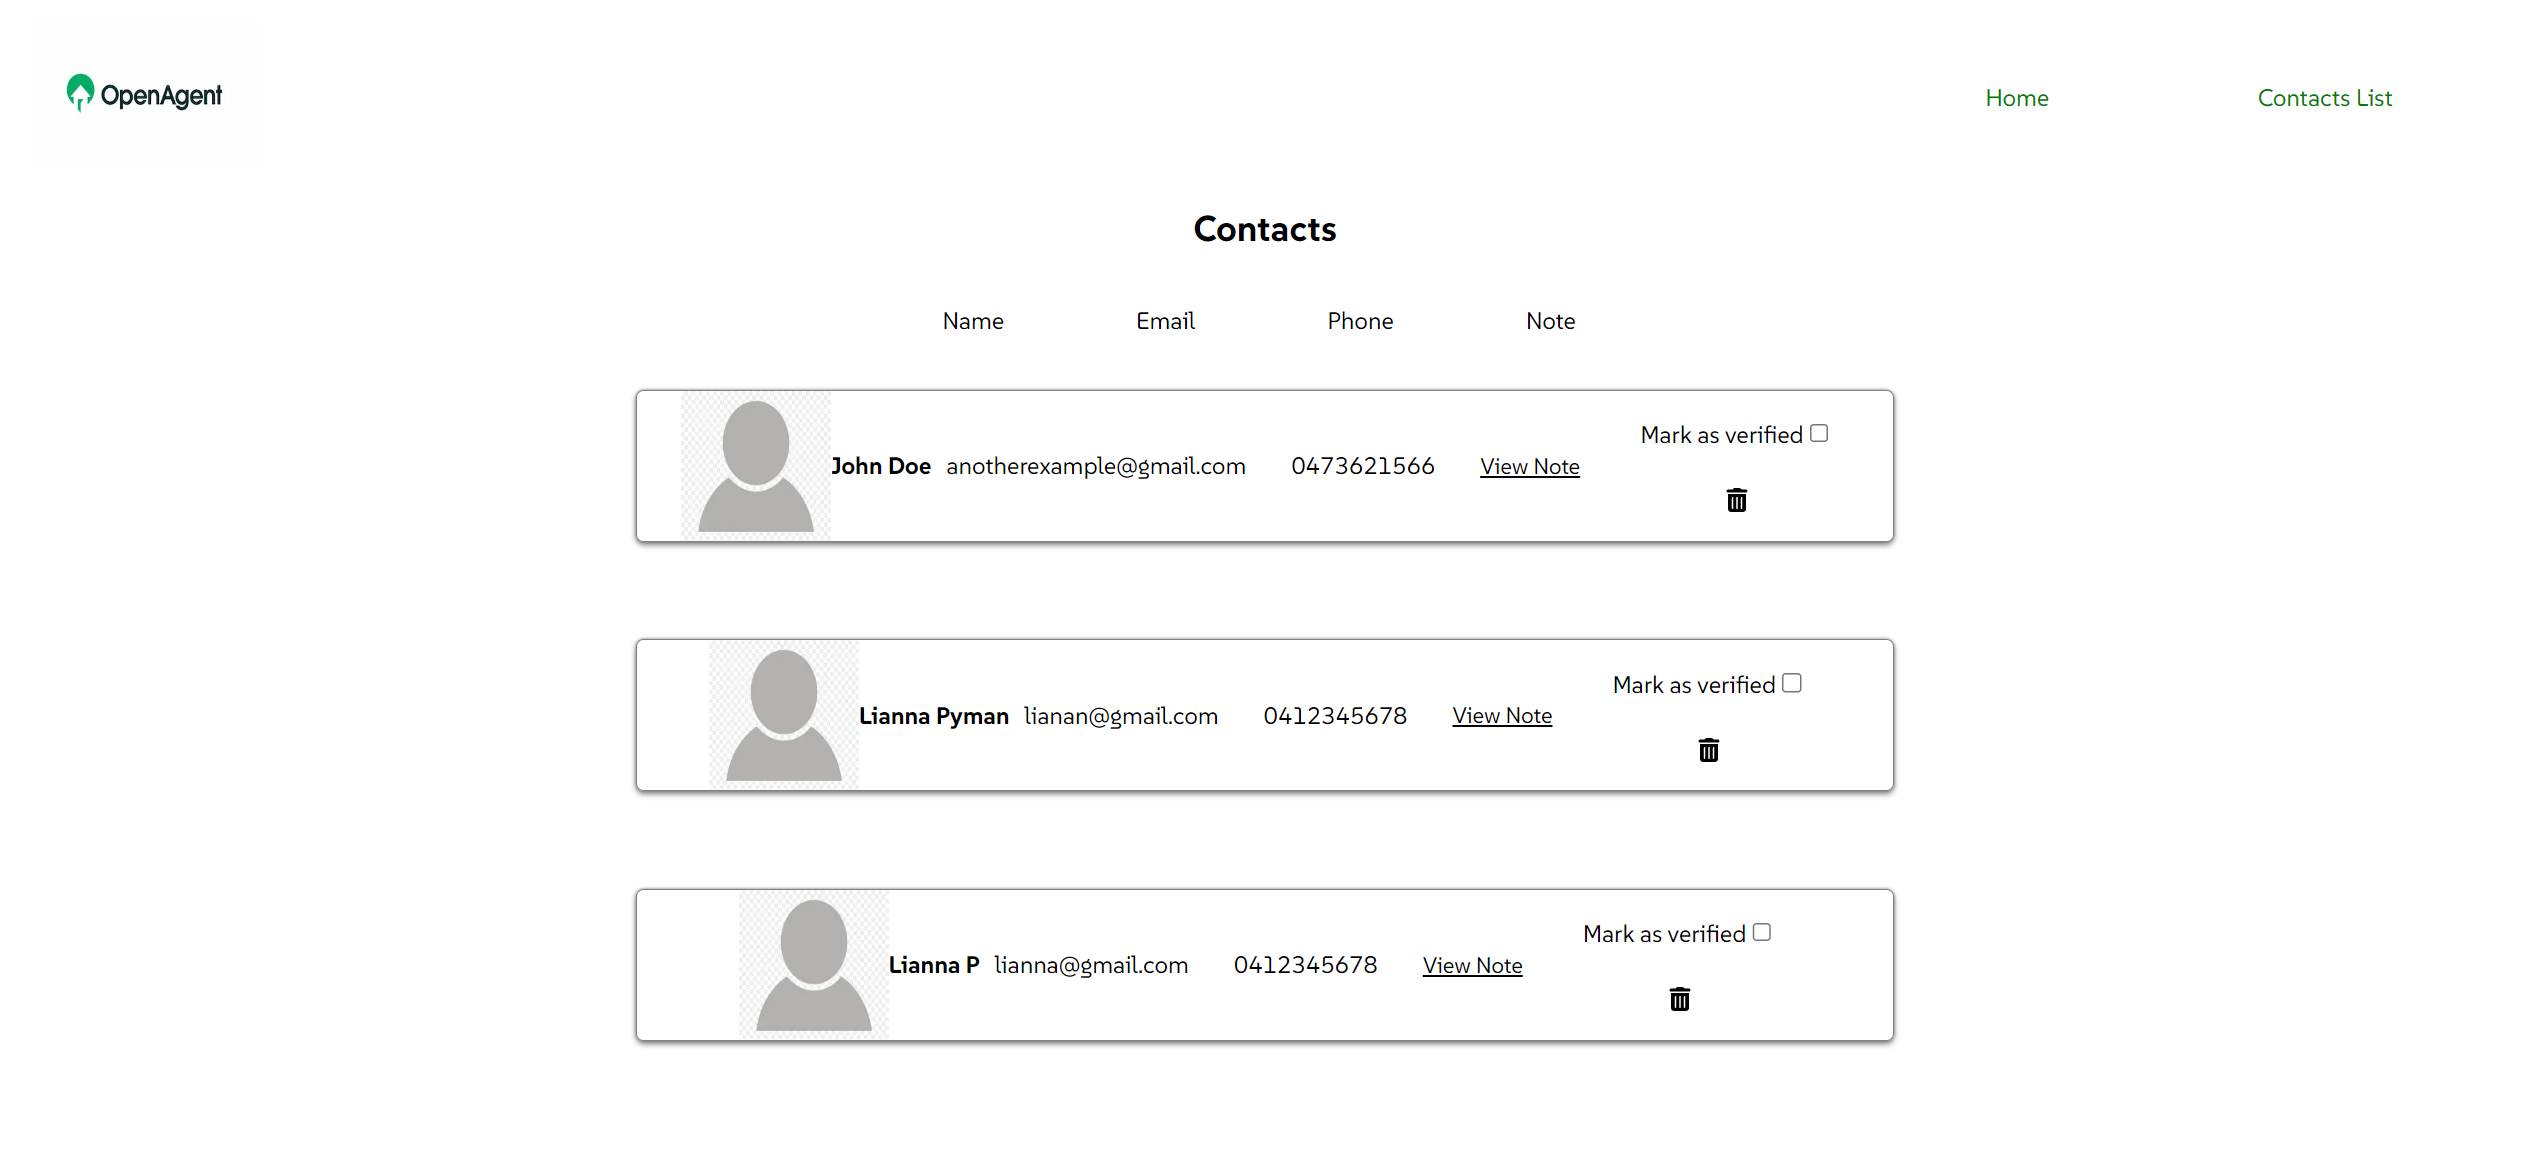 OpenAgent
Home Contacts List
Contacts
Name Email Phone Note
Mark as verified
John Doe anotherexample@gmail.com 0473621566 View Note
Mark as verified
Lianna Pyman lianan@gmail.com 0412345678 View Note
Mark as verified
Lianna P lianna@gmail.com 0412345678 View Note